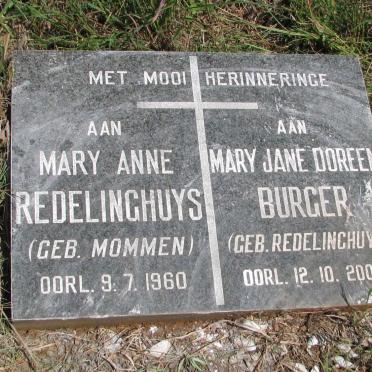 MET MOOI HERINNERINGE
AAN
MARY ANNE
REDELINGHUYS
(GEB. MOMMEN)
OORL. 9. 7. 1960
AAN
MARY JANE DOREEN
BURGER
(GEB. REDELINGHUY
OORL. 12. 10. 200